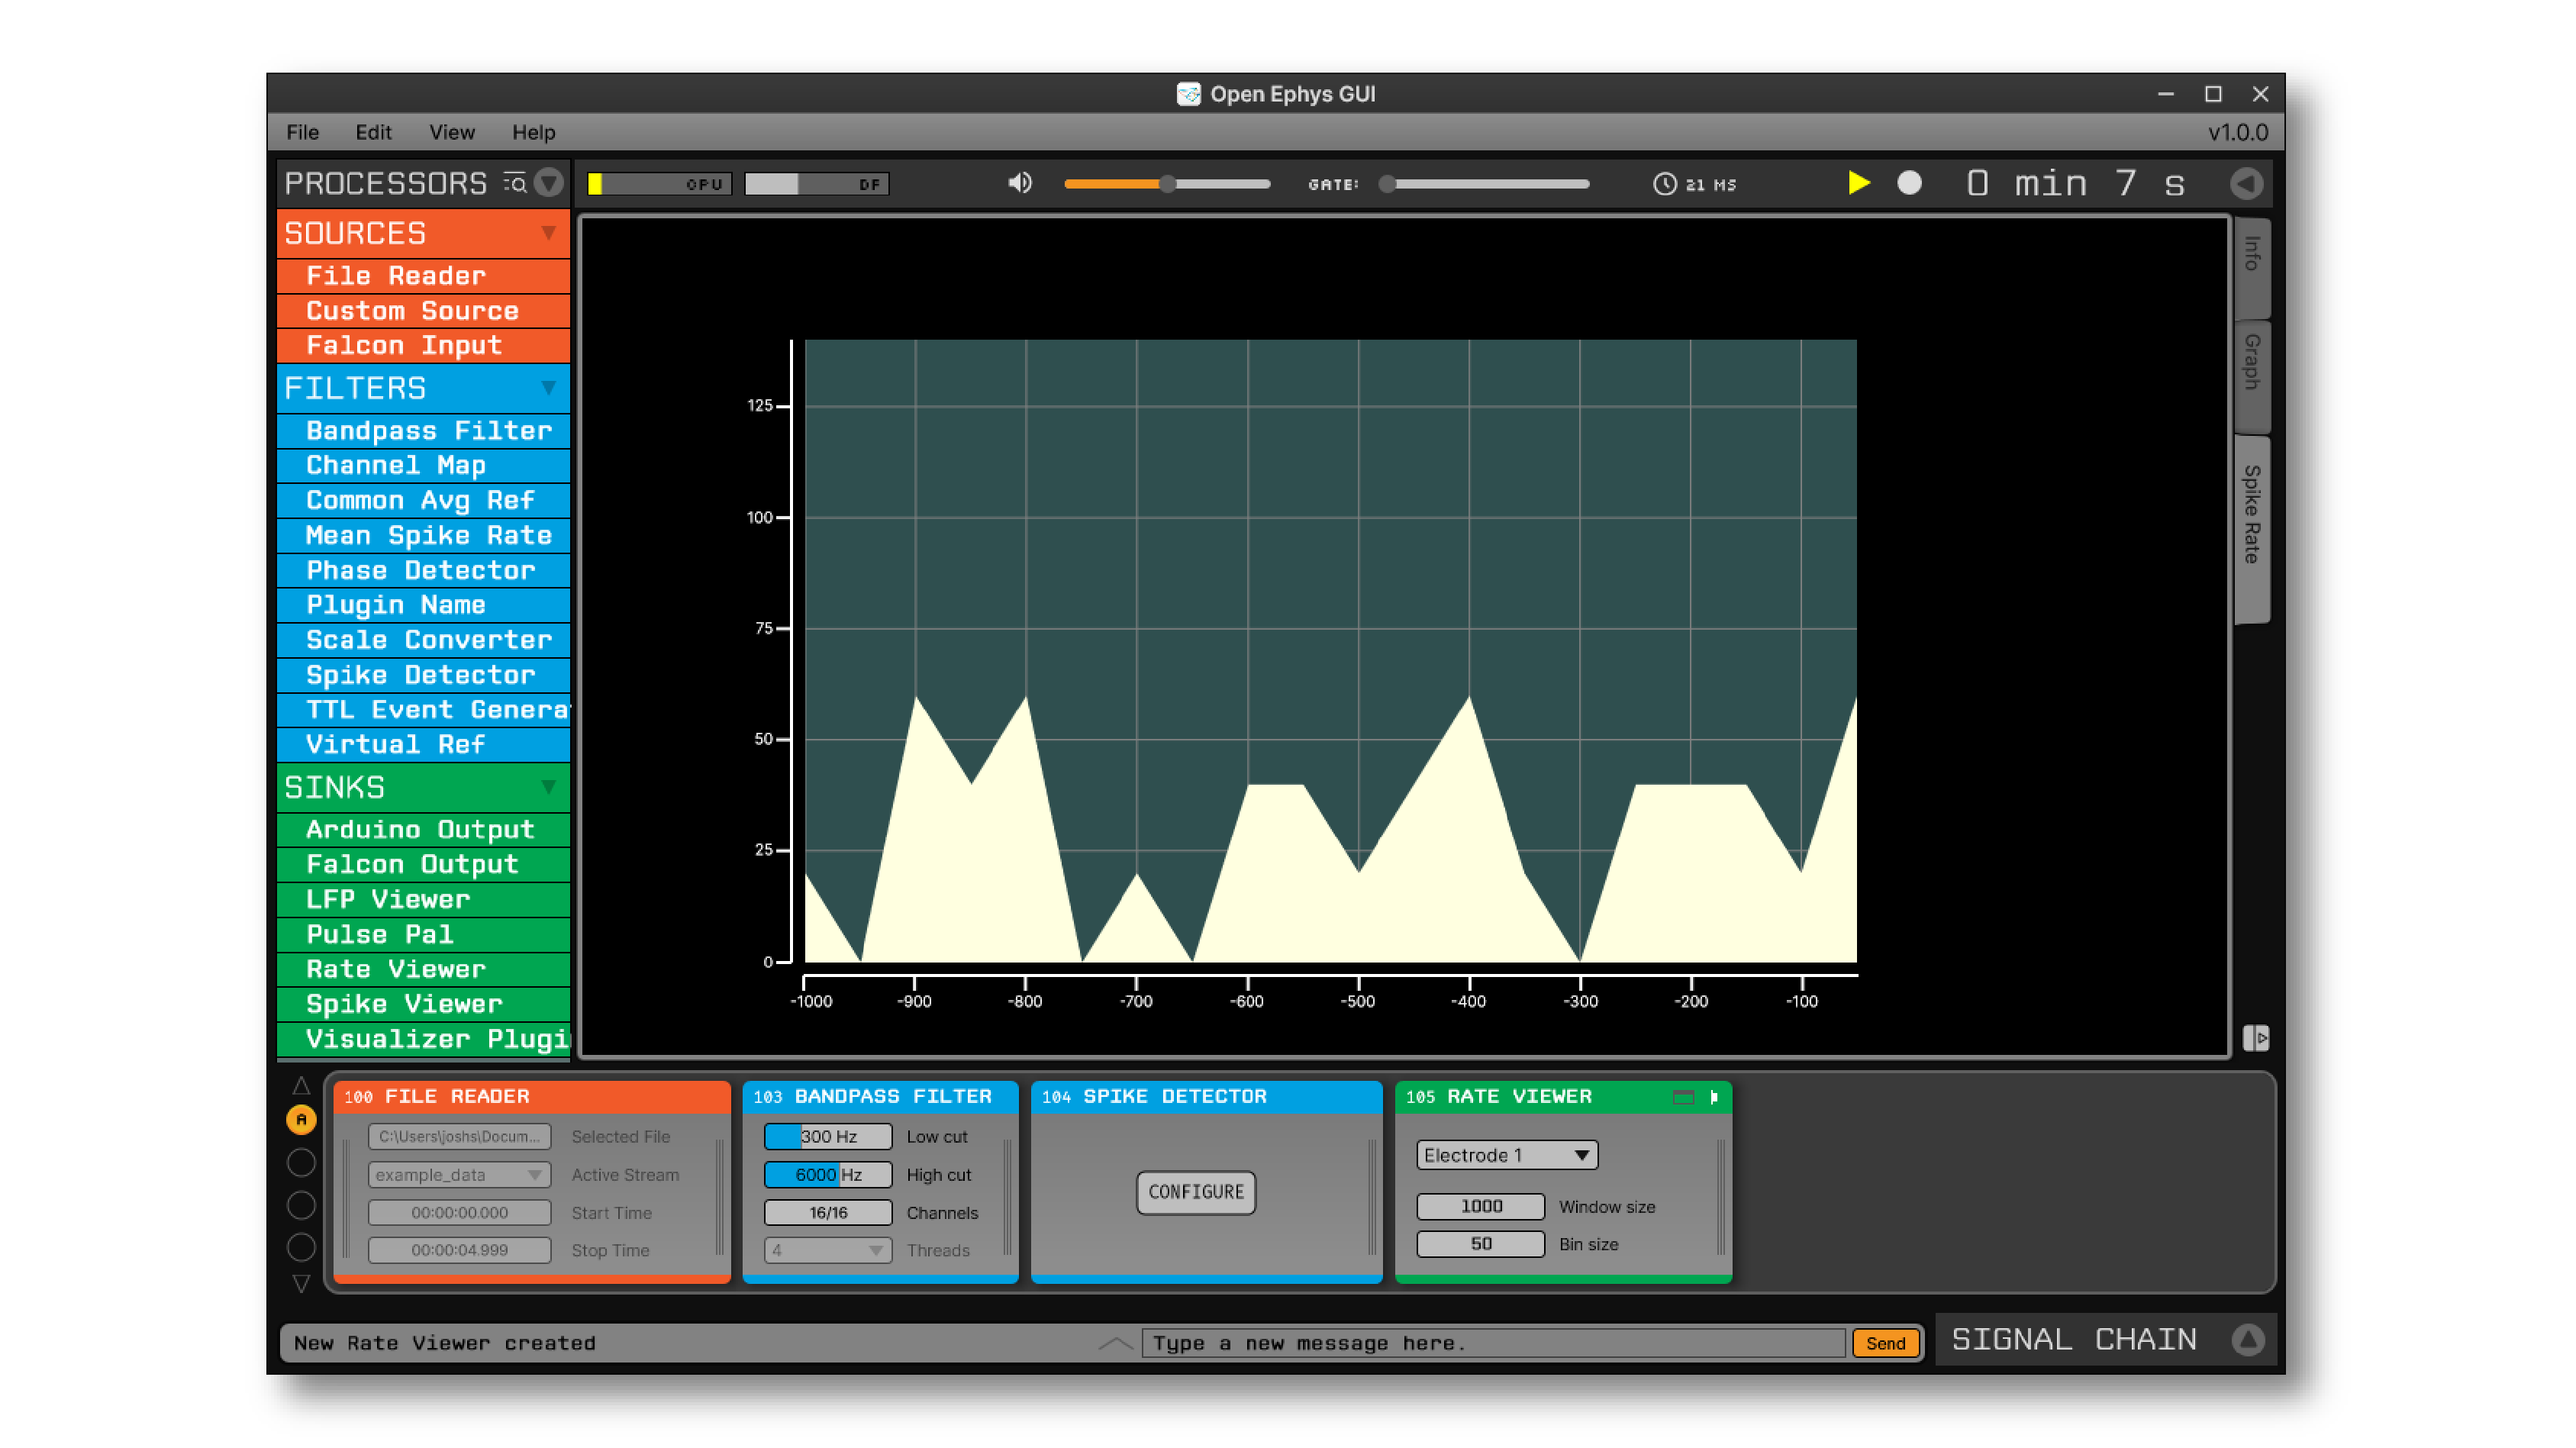 Open Ephys GUI
File Edit View Help v1.0.0
PROCESSORS CPU DF GATE: 21 MS 0 min 7 s
SOURCES
File Reader
Custom Source
Falcon Input
FILTERS
Bandpass Filter
Channel Map
Common Avg Ref
Mean Spike Rate
Phase Detector
Plugin Name
Scale Converter
Spike Detector
TTL Event Genera
Virtual Ref
SINKS
Arduino Output
Falcon Output
LFP Viewer
Pulse Pal
Rate Viewer
Spike Viewer
Visualizer Plugi
125
100
75
50
25
0
-1000 -900 -800 -700 -600 -500 -400 -300 -200 -100
Info
Graph
Spike Rate
A
100 FILE READER
C:\Users\joshs\Docum... Selected File
example_data Active Stream
00:00:00.000 Start Time
00:00:04.999 Stop Time
103 BANDPASS FILTER
300 Hz Low cut
6000 Hz High cut
16/16 Channels
4 Threads
104 SPIKE DETECTOR
CONFIGURE
105 RATE VIEWER
Electrode 1
1000 Window size
50 Bin size
New Rate Viewer created
Type a new message here.
Send
SIGNAL CHAIN